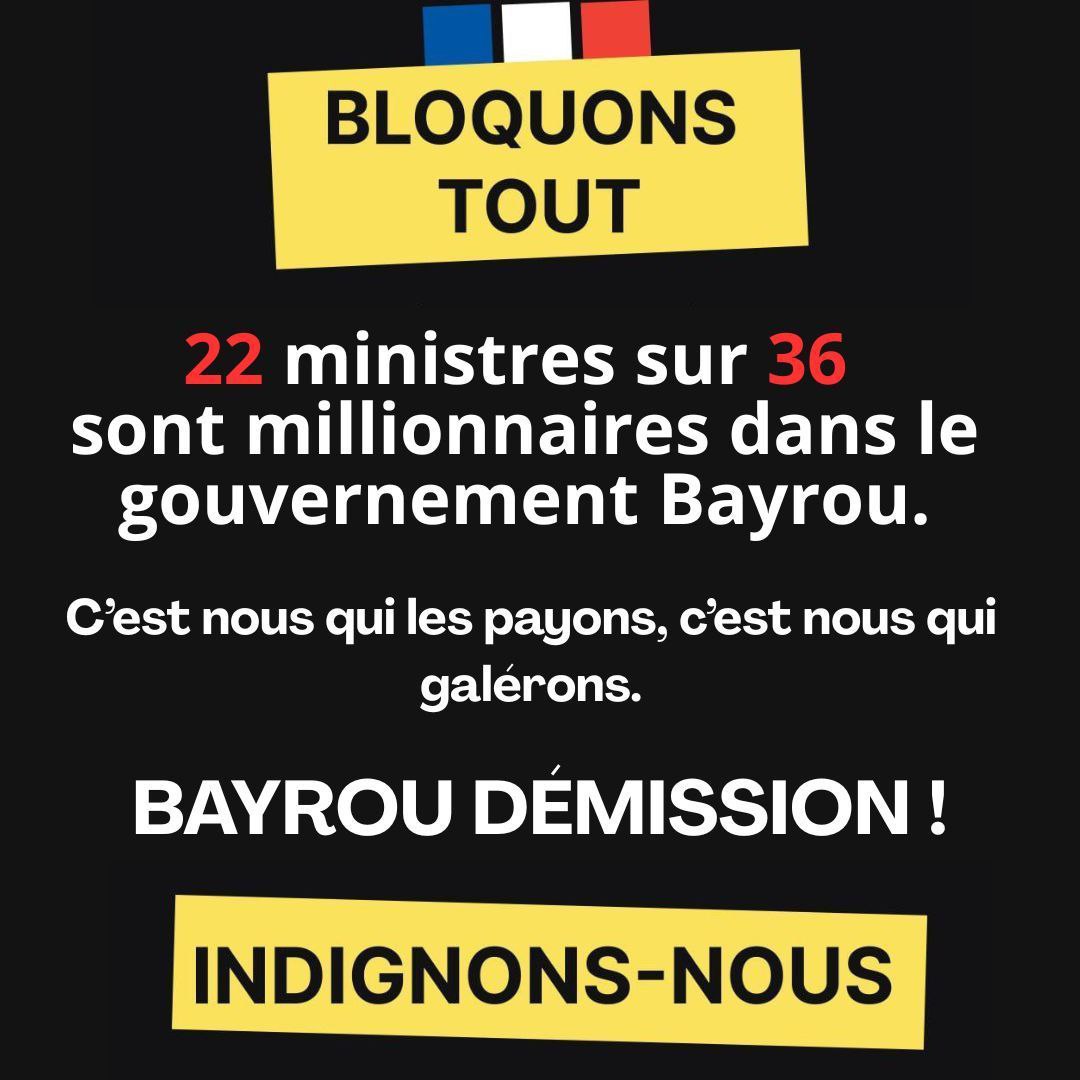 BLOQUONS
TOUT
22 ministres sur 36
sont millionnaires dans le
gouvernement Bayrou.
C’est nous qui les payons, c’est nous qui
galérons.
BAYROU DÉMISSION !
INDIGNONS-NOUS